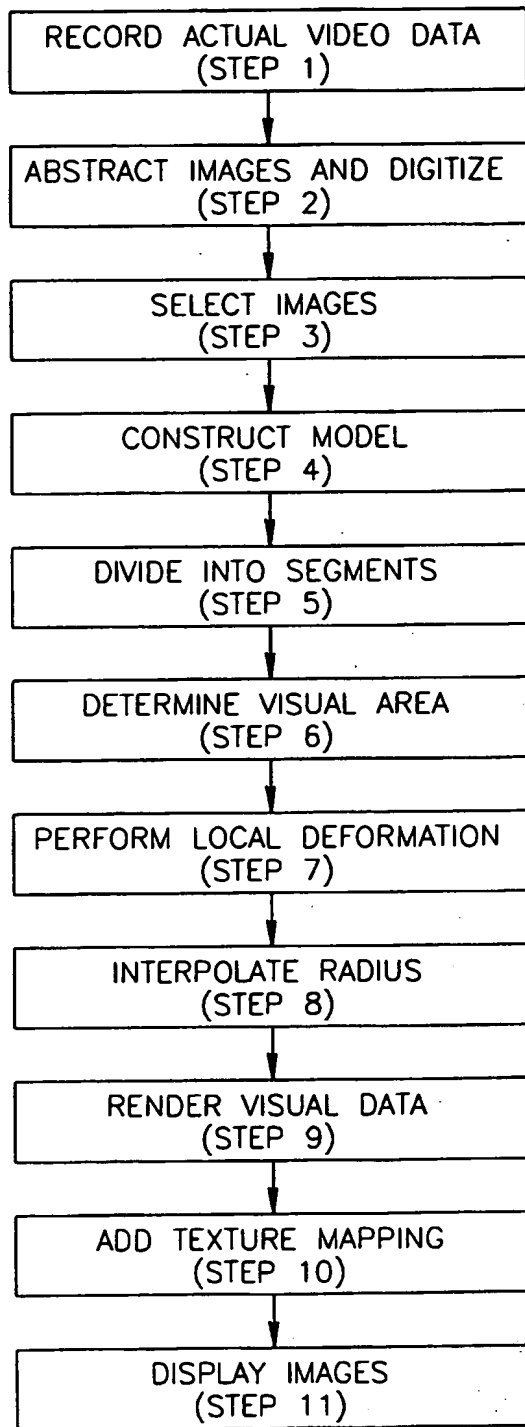 RECORD ACTUAL VIDEO DATA
(STEP 1)
ABSTRACT IMAGES AND DIGITIZE
(STEP 2)
SELECT IMAGES
(STEP 3)
CONSTRUCT MODEL
(STEP 4)
DIVIDE INTO SEGMENTS
(STEP 5)
DETERMINE VISUAL AREA
(STEP 6)
PERFORM LOCAL DEFORMATION
(STEP 7)
INTERPOLATE RADIUS
(STEP 8)
RENDER VISUAL DATA
(STEP 9)
ADD TEXTURE MAPPING
(STEP 10)
DISPLAY IMAGES
(STEP 11)